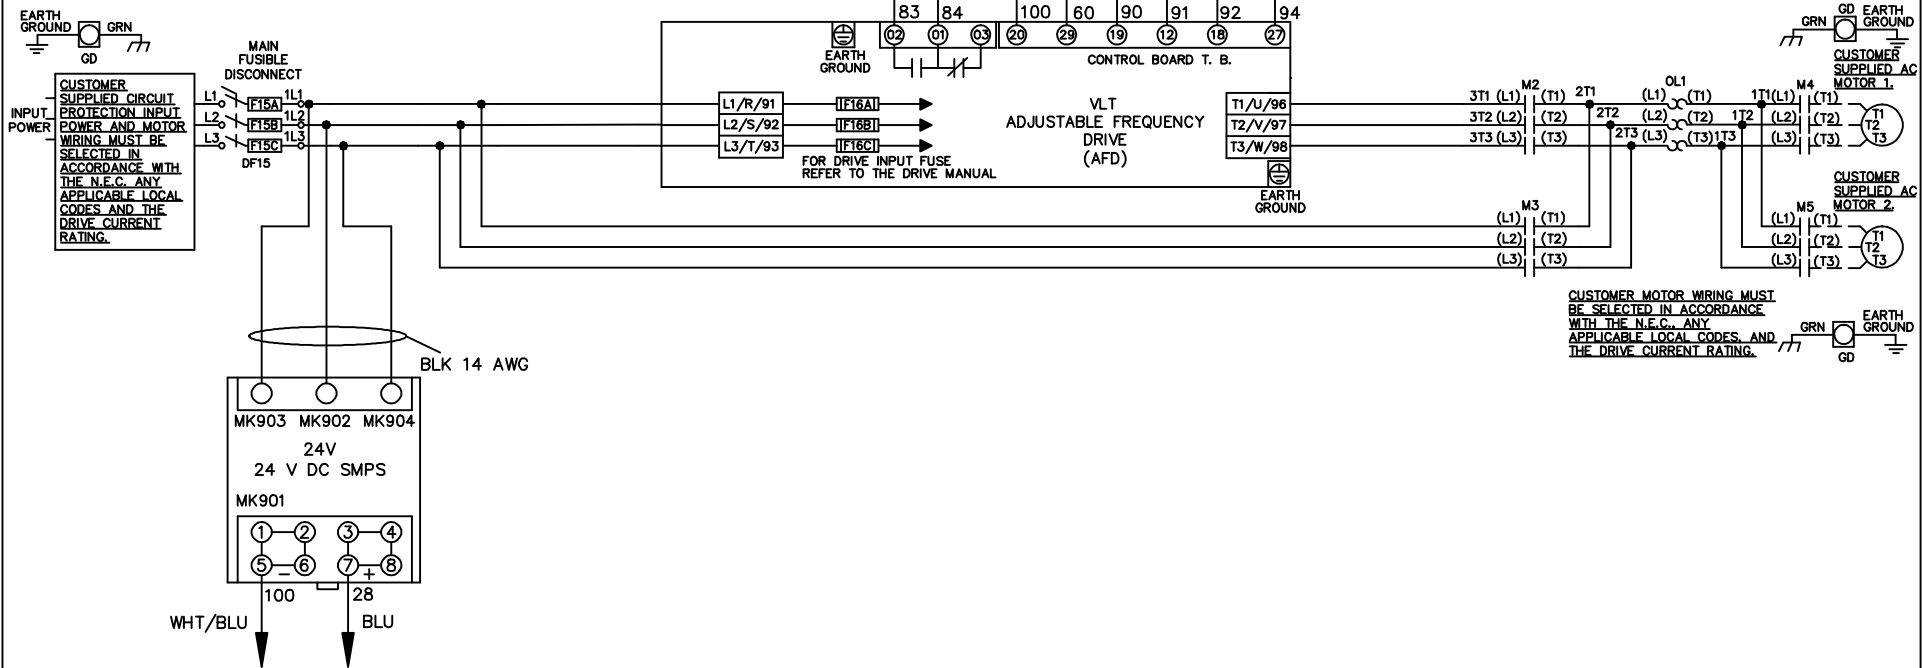 83 84 100 60 90 91 92 94
EARTH
GROUND
GRN
GD
02 01 03 20 29 19 12 18 27
EARTH
GROUND
CONTROL BOARD T. B.
GRN
GD
EARTH
GROUND
MAIN
FUSIBLE
DISCONNECT
INPUT
POWER
CUSTOMER
SUPPLIED CIRCUIT
PROTECTION INPUT
POWER AND MOTOR
WIRING MUST BE
SELECTED IN
ACCORDANCE WITH
THE N.E.C. ANY
APPLICABLE LOCAL
CODES AND THE
DRIVE CURRENT
RATING.
L1 F15A 1L1
L2 F15B 1L2
L3 F15C 1L3
DF15
L1/R/91 F16A
L2/S/92 F16B
L3/T/93 F16C
FOR DRIVE INPUT FUSE
REFER TO THE DRIVE MANUAL
VLT
ADJUSTABLE FREQUENCY
DRIVE
(AFD)
T1/U/96
T2/V/97
T3/W/98
EARTH
GROUND
M2
3T1 (L1) (T1) 2T1
3T2 (L2) (T2) 2T2
3T3 (L3) (T3) 2T3
OL1
(L1) (T1) 1T1
(L2) (T2) 1T2
(L3) (T3) 1T3
M4
(L1) (T1)
(L2) (T2)
(L3) (T3)
CUSTOMER
SUPPLIED AC
MOTOR 1.
T1
T2
T3
M3
(L1) (T1)
(L2) (T2)
(L3) (T3)
M5
(L1) (T1)
(L2) (T2)
(L3) (T3)
CUSTOMER
SUPPLIED AC
MOTOR 2.
T1
T2
T3
CUSTOMER MOTOR WIRING MUST
BE SELECTED IN ACCORDANCE
WITH THE N.E.C., ANY
APPLICABLE LOCAL CODES, AND
THE DRIVE CURRENT RATING.
GRN
GD
EARTH
GROUND
BLK 14 AWG
MK903 MK902 MK904
24V
24 V DC SMPS
MK901
1 2 3 4
5 6 7 8
− +
100 28
WHT/BLU BLU